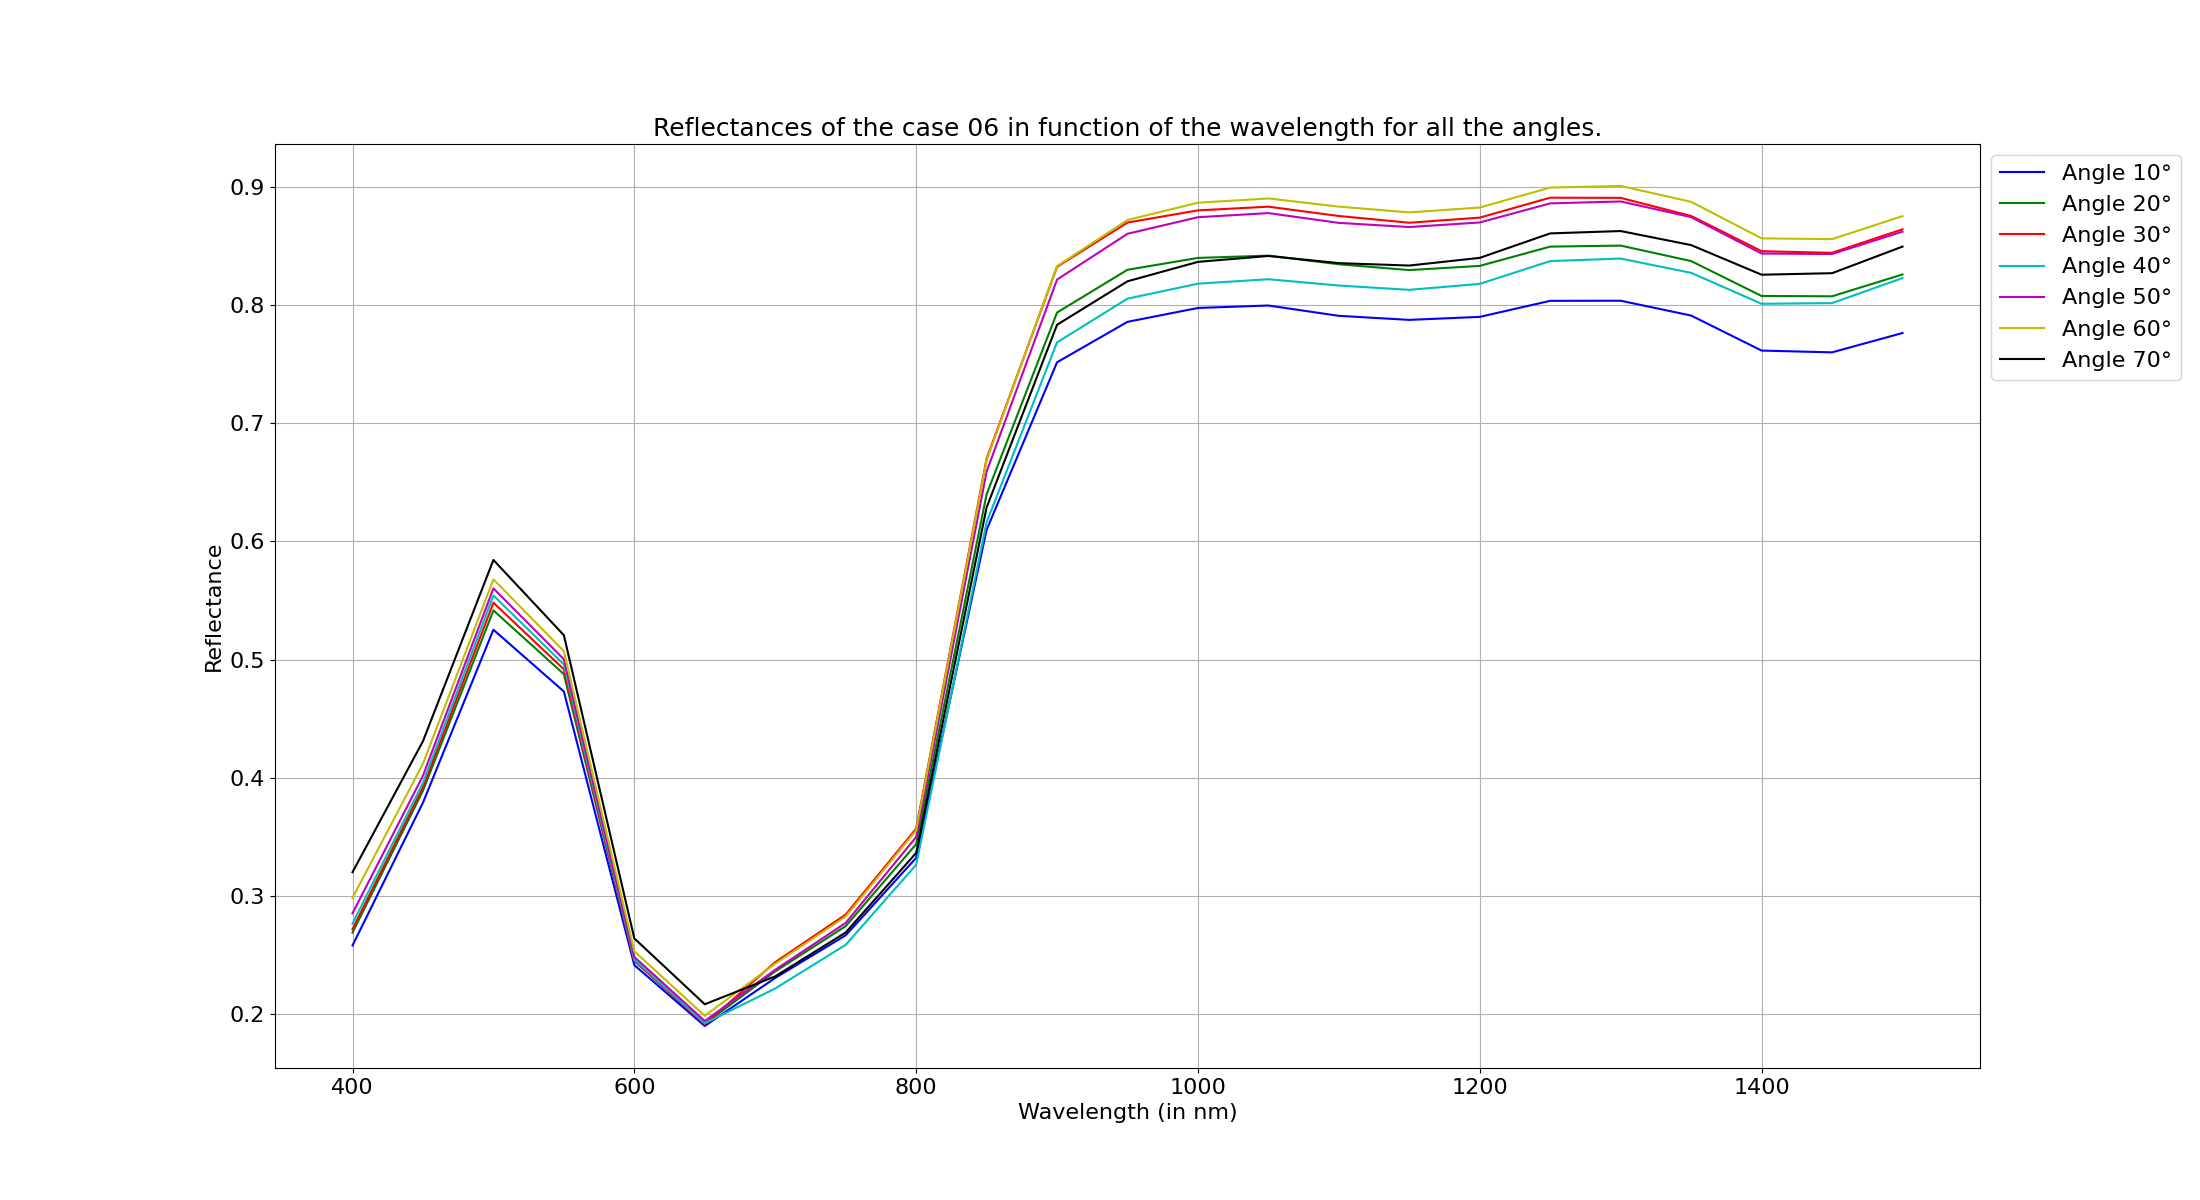 Reflectances of the case 06 in function of the wavelength for all the angles.
Reflectance
0.9
0.8
0.7
0.6
0.5
0.4
0.3
0.2
400 600 800 1000 1200 1400
Wavelength (in nm)
Angle 10°
Angle 20°
Angle 30°
Angle 40°
Angle 50°
Angle 60°
Angle 70°